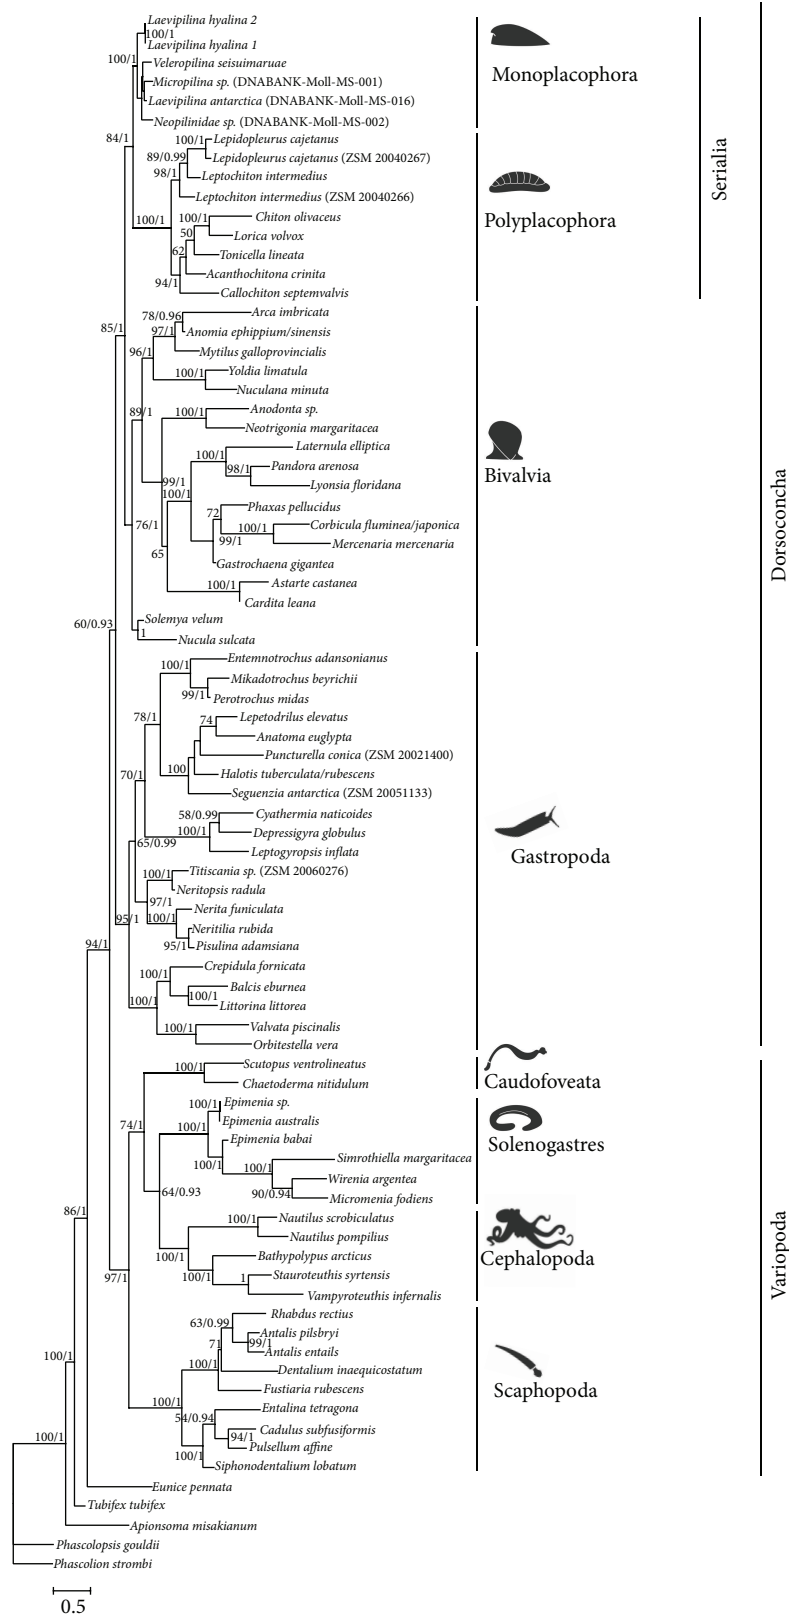 Laevipilina hyalina 2
100/1
Laevipilina hyalina 1
100/1
Veleropilina seisuimaruae
Micropilina sp. (DNABANK-Moll-MS-001)
Laevipilina antarctica (DNABANK-Moll-MS-016)
Neopilinidae sp. (DNABANK-Moll-MS-002)
Monoplacophora
84/1
100/1
Lepidopleurus cajetanus
89/0.99
Lepidopleurus cajetanus (ZSM 20040267)
98/1
Leptochiton intermedius
Leptochiton intermedius (ZSM 20040266)
100/1
100/1
Chiton olivaceus
50
Lorica volvox
62
Tonicella lineata
Acanthochitona crinita
94/1
Callochiton septemvalvis
Polyplacophora
Serialia
85/1
78/0.96
Arca imbricata
97/1
Anomia ephippium/sinensis
96/1
Mytilus galloprovincialis
100/1
Yoldia limatula
Nuculana minuta
89/1
100/1
Anodonta sp.
Neotrigonia margaritacea
Laternula elliptica
100/1
98/1
Pandora arenosa
99/1
Lyonsia floridana
100/1
Phaxas pellucidus
72
76/1
100/1
Corbicula fluminea/japonica
99/1
Mercenaria mercenaria
65
Gastrochaena gigantea
100/1
Astarte castanea
Cardita leana
Solemya velum
1
Nucula sulcata
Bivalvia
Dorsoconcha
60/0.93
Entemnotrochus adansonianus
100/1
Mikadotrochus beyrichii
99/1
Perotrochus midas
78/1
74
Lepetodrilus elevatus
Anatoma euglypta
Puncturella conica (ZSM 20021400)
70/1
100
Halotis tuberculata/rubescens
Seguenzia antarctica (ZSM 20051133)
58/0.99
Cyathermia naticoides
100/1
Depressigyra globulus
65/0.99
Leptogyropsis inflata
100/1
Titiscania sp. (ZSM 20060276)
Neritopsis radula
97/1
95/1
100/1
Nerita funiculata
Neritilia rubida
95/1
Pisulina adamsiana
94/1
Crepidula fornicata
100/1
Balcis eburnea
100/1
100/1
Littorina littorea
100/1
Valvata piscinalis
Orbitestella vera
Gastropoda
100/1
Scutopus ventrolineatus
Chaetoderma nitidulum
Caudofoveata
74/1
100/1
Epimenia sp.
Epimenia australis
100/1
Epimenia babai
100/1
Simrothiella margaritacea
100/1
Wirenia argentea
90/0.94
Micromenia fodiens
Solenogastres
64/0.93
86/1
100/1
Nautilus scrobiculatus
Nautilus pompilius
100/1
Bathypolypus arcticus
100/1
1
Stauroteuthis syrtensis
Vampyroteuthis infernalis
Cephalopoda
Variopoda
97/1
63/0.99
Rhabdus rectius
Antalis pilsbryi
99/1
71
Antalis entails
100/1
Dentalium inaequicostatum
Fustiaria rubescens
100/1
Entalina tetragona
54/0.94
Cadulus subfusiformis
94/1
Pulsellum affine
100/1
Siphonodentalium lobatum
Scaphopoda
100/1
100/1
Eunice pennata
Tubifex tubifex
Apionsoma misakianum
Phascolopsis gouldii
Phascolion strombi
0.5